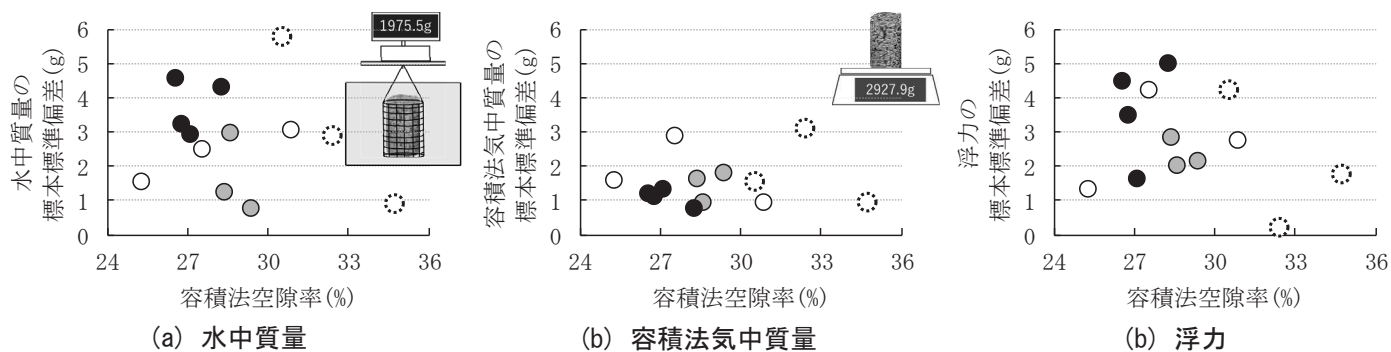 水中質量の
標本標準偏差(g)
6
5
4
3
2
1
0
24
27
30
33
36
容積法空隙率(%)
1975.5g
(a) 水中質量
容積法気中質量の
標本標準偏差(g)
6
5
4
3
2
1
0
24
27
30
33
36
容積法空隙率(%)
2927.9g
(b) 容積法気中質量
浮力の
標本標準偏差(g)
6
5
4
3
2
1
0
24
27
30
33
36
容積法空隙率(%)
(b) 浮力